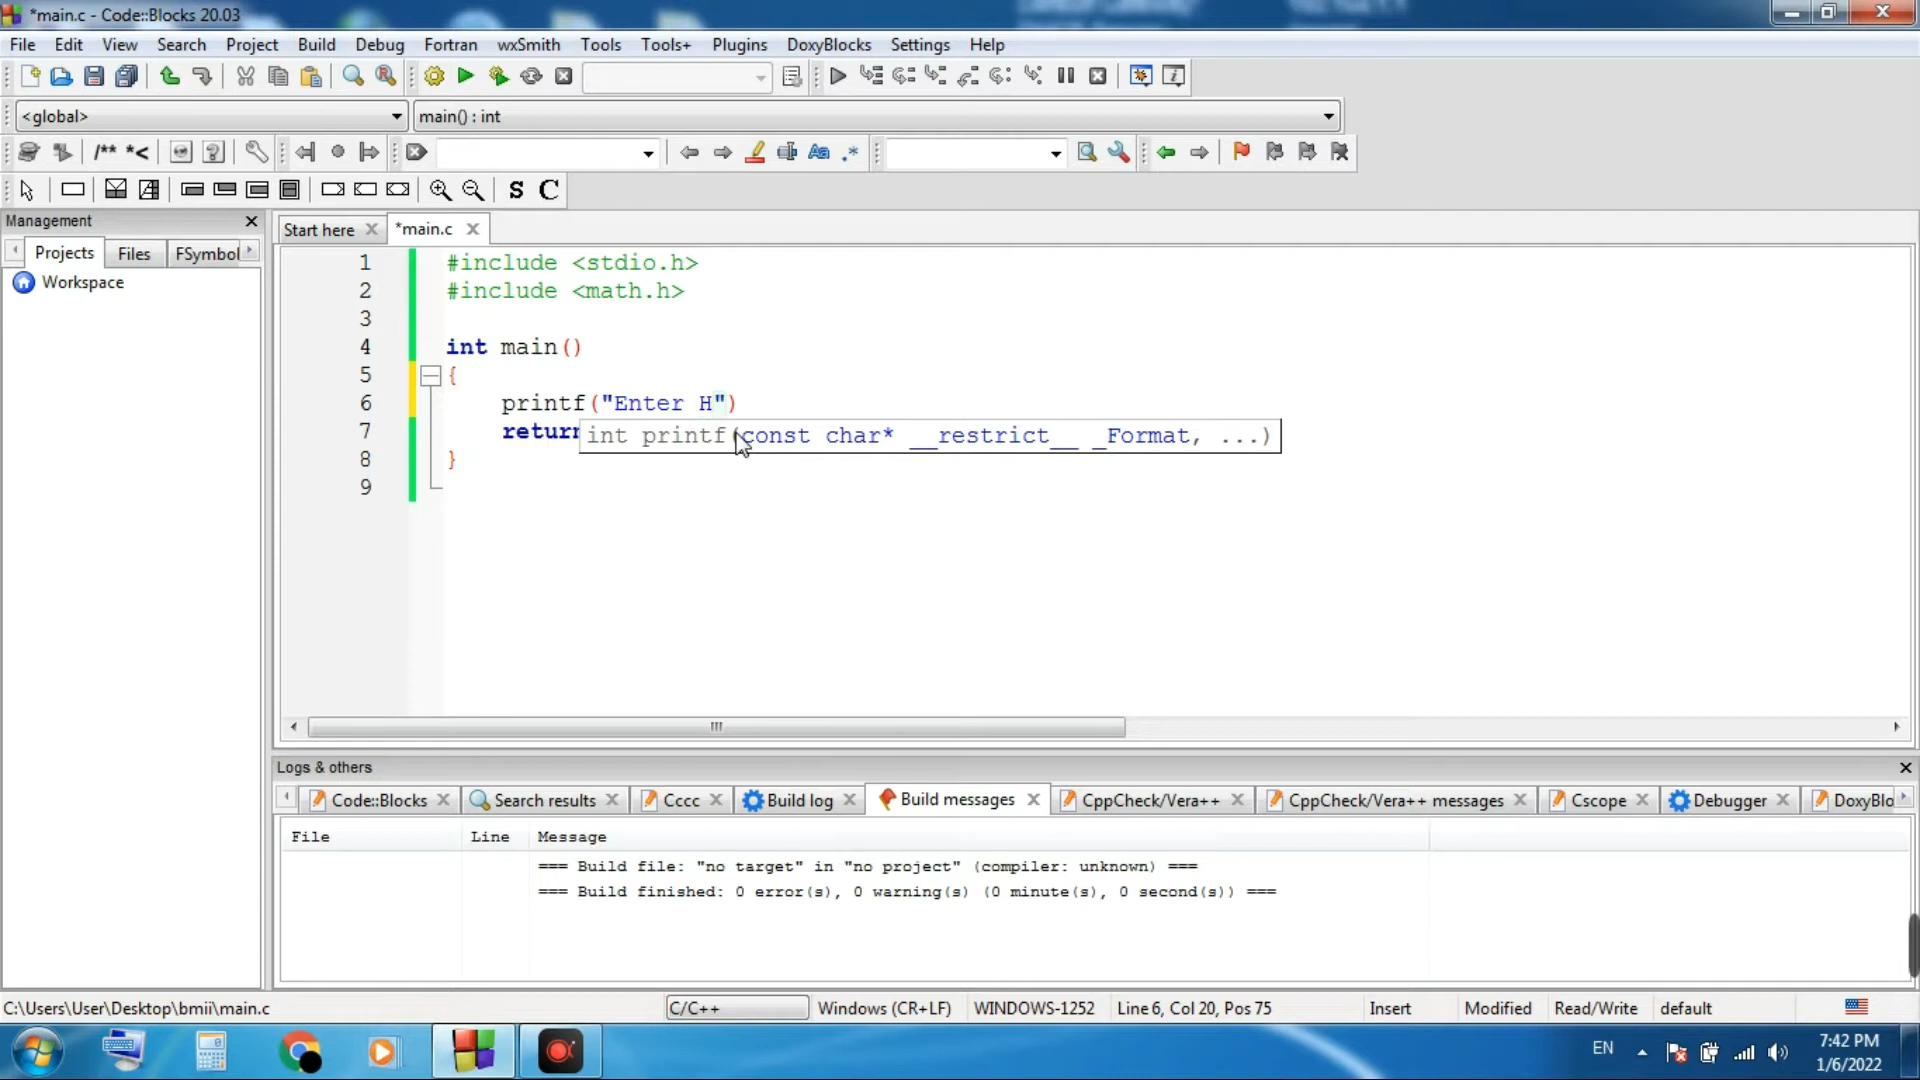 *main.c - Code::Blocks 20.03
File Edit View Search Project Build Debug Fortran wxSmith Tools Tools+ Plugins DoxyBlocks Settings Help
<global> main() : int
/** *< Aa .*
S C
Management
Projects Files FSymbol
Workspace
Start here *main.c
1 #include <stdio.h>
2 #include <math.h>
3
4 int main()
5 {
6 printf("Enter H")
7 return
int printf(const char* __restrict__ _Format, ...)
8 }
9
Logs & others
Code::Blocks Search results Cccc Build log Build messages CppCheck/Vera++ CppCheck/Vera++ messages Cscope Debugger DoxyBlo
File Line Message
=== Build file: "no target" in "no project" (compiler: unknown) ===
=== Build finished: 0 error(s), 0 warning(s) (0 minute(s), 0 second(s)) ===
C:\Users\User\Desktop\bmii\main.c C/C++ Windows (CR+LF) WINDOWS-1252 Line 6, Col 20, Pos 75 Insert Modified Read/Write default
EN 7:42 PM
1/6/2022